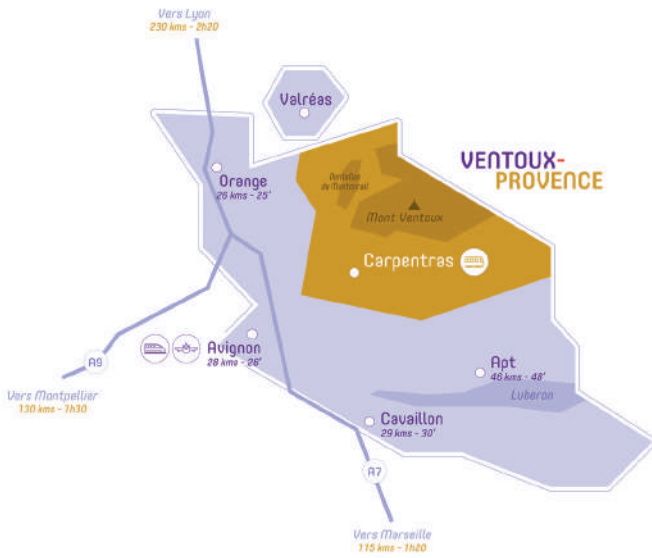 Vers Lyon
230 kms - 2h20
Valréas
VENTOUX-
PROVENCE
Dentelles
de Montmirail
Orange
26 kms - 25'
Mont Ventoux
Carpentras
Avignon
28 kms - 26'
A9
Apt
46 kms - 48'
Vers Montpellier
130 kms - 1h30
Luberon
Cavaillon
29 kms - 30'
A7
Vers Marseille
115 kms - 1h20